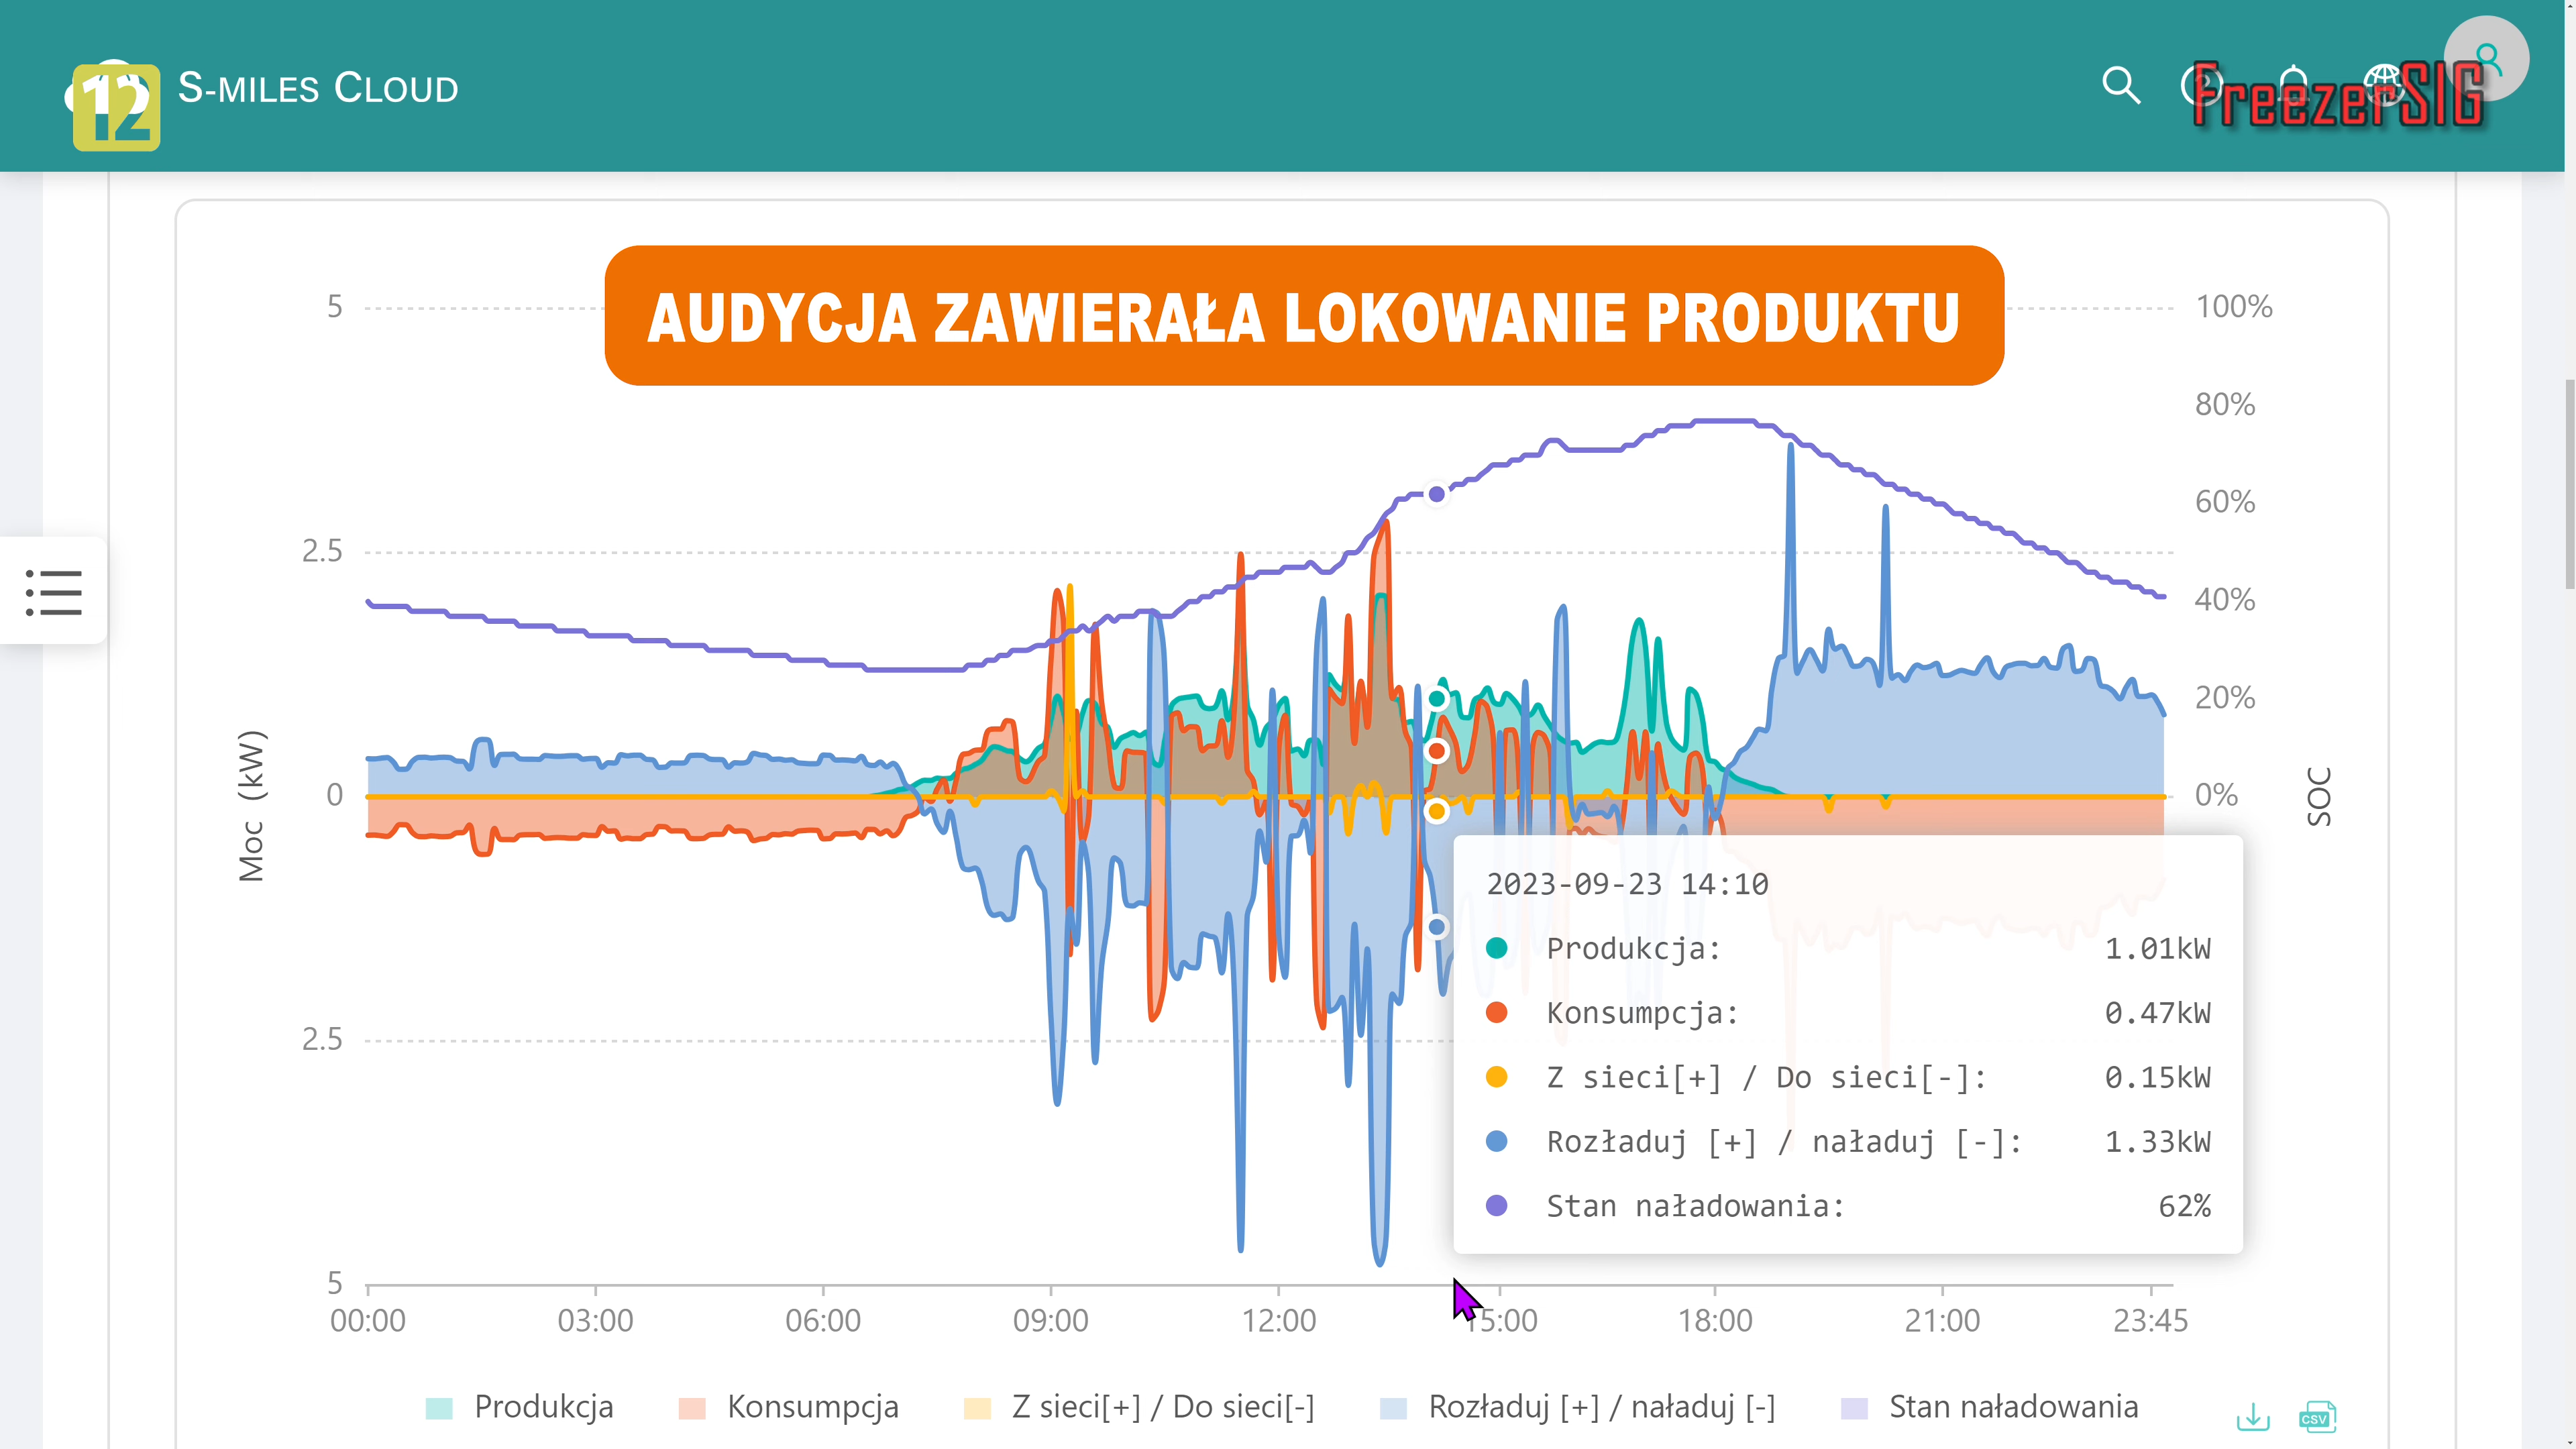 12
S-MILES CLOUD
FreezerSIG
AUDYCJA ZAWIERAŁA LOKOWANIE PRODUKTU
5
2.5
0
2.5
5
Moc (kW)
100%
80%
60%
40%
20%
0%
SOC
2023-09-23 14:10
Produkcja: 1.01kW
Konsumpcja: 0.47kW
Z sieci[+] / Do sieci[-]: 0.15kW
Rozładuj [+] / naładuj [-]: 1.33kW
Stan naładowania: 62%
00:00 03:00 06:00 09:00 12:00 15:00 18:00 21:00 23:45
Produkcja Konsumpcja Z sieci[+] / Do sieci[-] Rozładuj [+] / naładuj [-] Stan naładowania
CSV